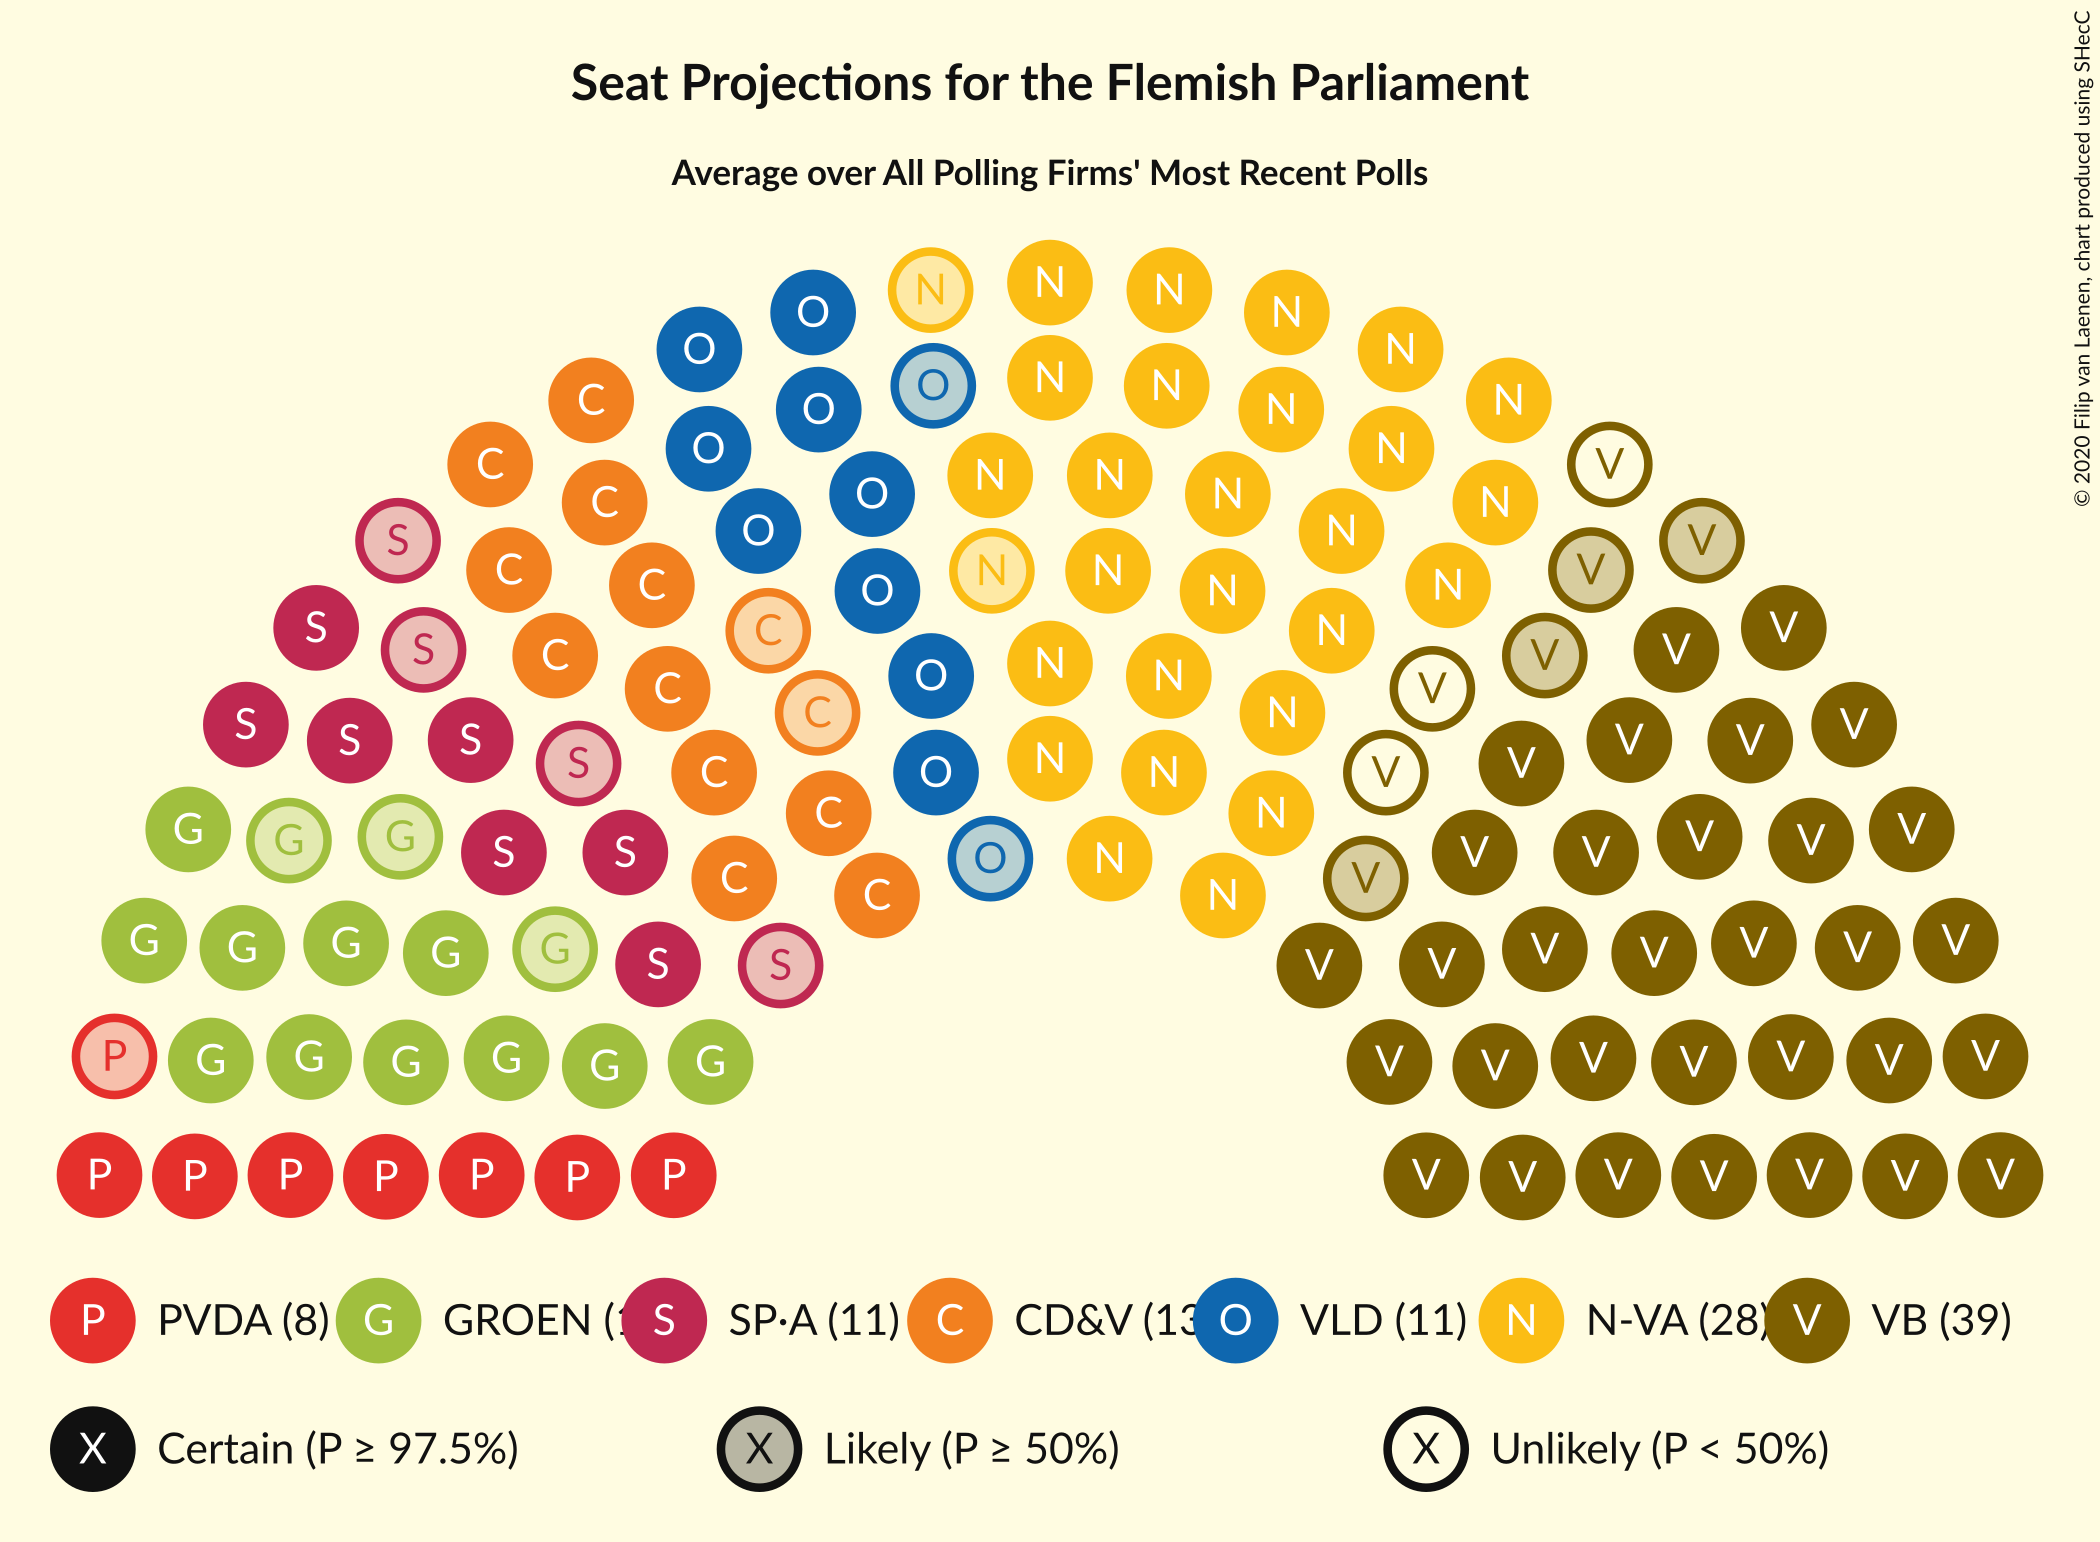 Seat Projections for the Flemish Parliament
Average over All Polling Firms' Most Recent Polls
© 2020 Filip van Laenen, chart produced using SHecC
O N N N N
O N
C O O N N N N
C C O O N N N N N V
S C C O O N N N N N V V
S S C C C O N N N V V V V
S S S S C C O N N N V V V V V
G G G S S C C C O N N N V V V V V V
G G G G G S S V V V V V V V
P G G G G G G V V V V V V V
P P P P P P P V V V V V V V
P PVDA (8) G GROEN ( S SP·A (11) C CD&V (13 O VLD (11) N N-VA (28) V VB (39)
X Certain (P ≥ 97.5%) X Likely (P ≥ 50%) X Unlikely (P < 50%)